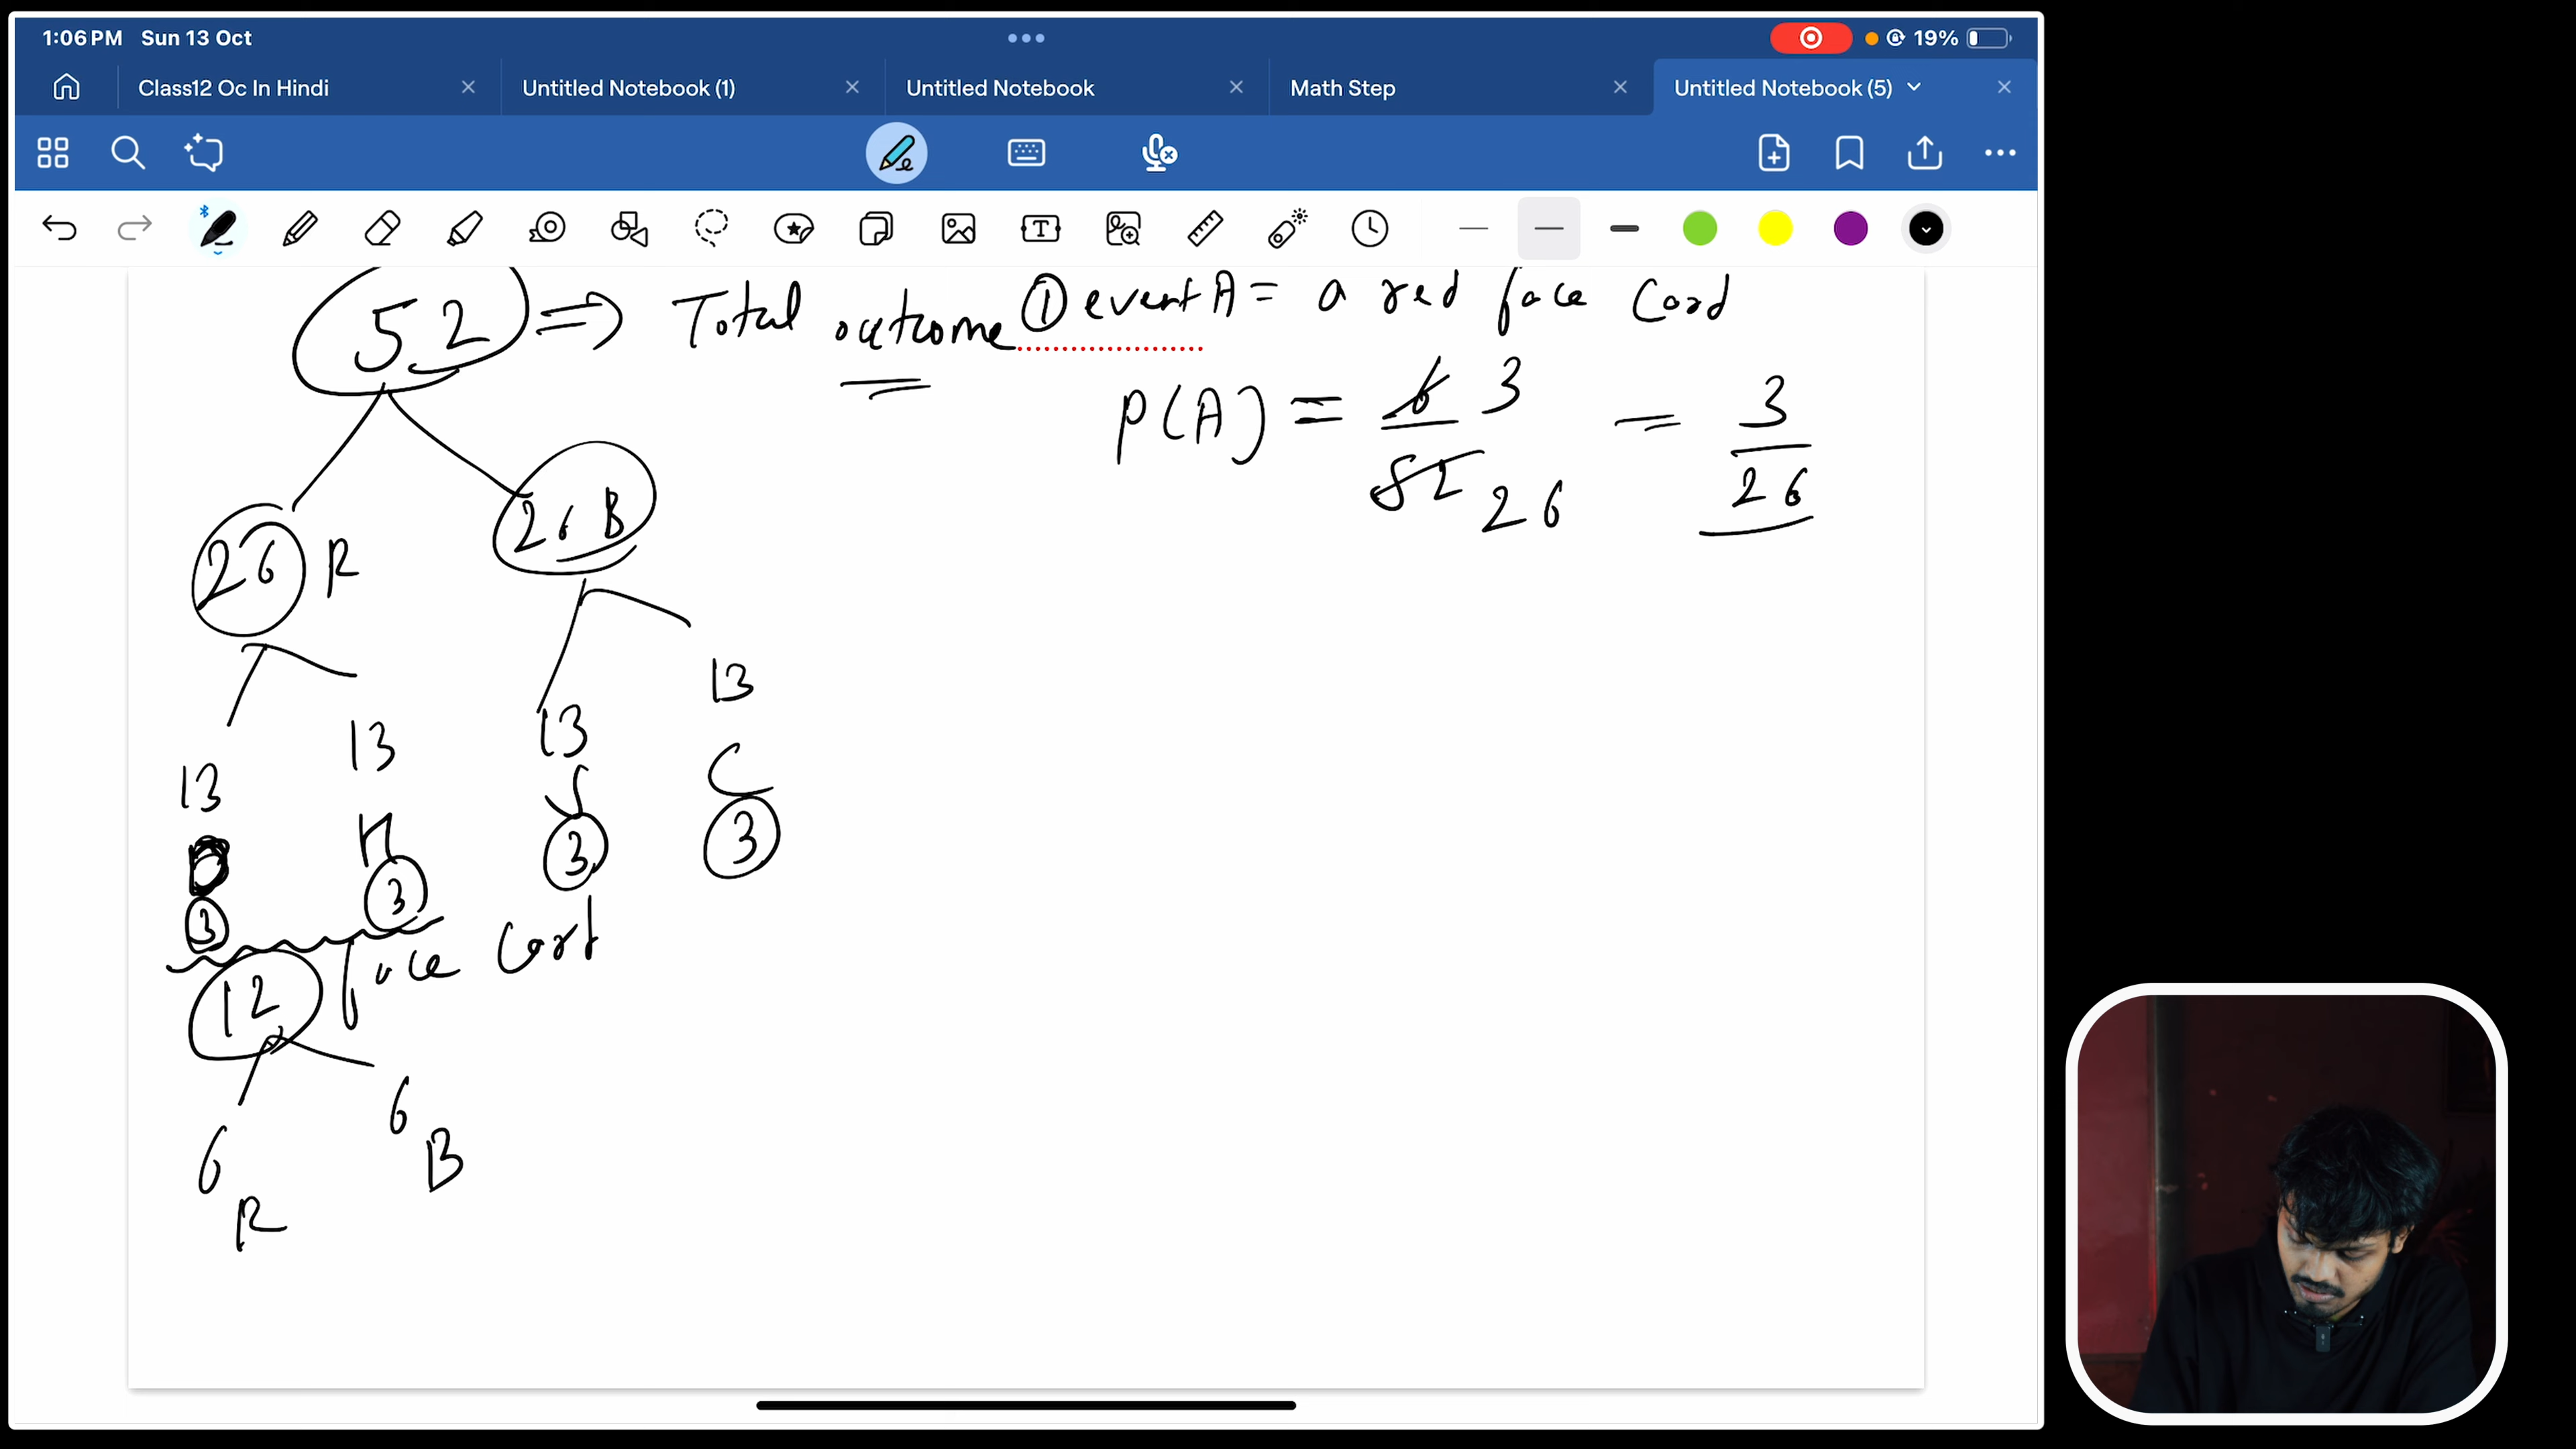 1:06 PM Sun 13 Oct
19%
Class12 Oc In Hindi
Untitled Notebook (1)
Untitled Notebook
Math Step
Untitled Notebook (5)
52 => Total outcome
① event A = a red face Card
P(A) = 6 3 = 3
52 26 26
26 R
26 B
13 13 13 13
H S C
3 3 3 3
12 face Card
6 6
R B